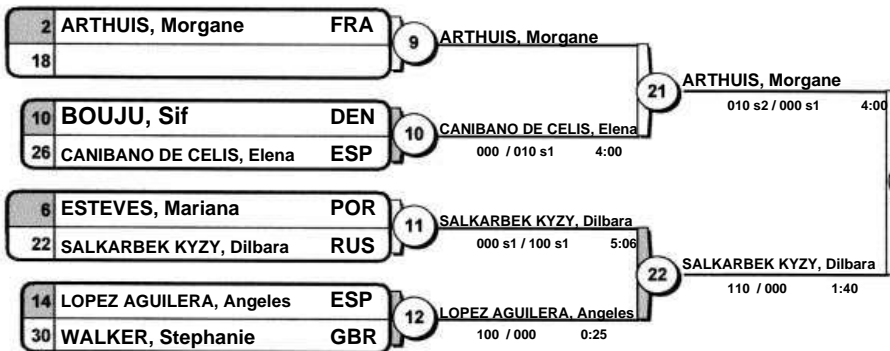 2 ARTHUIS, Morgane FRA
18
9
ARTHUIS, Morgane
10 BOUJU, Sif DEN
26 CANIBANO DE CELIS, Elena ESP
10
CANIBANO DE CELIS, Elena
000 / 010 s1 4:00
21
ARTHUIS, Morgane
010 s2 / 000 s1 4:00
6 ESTEVES, Mariana POR
22 SALKARBEK KYZY, Dilbara RUS
11
SALKARBEK KYZY, Dilbara
000 s1 / 100 s1 5:06
14 LOPEZ AGUILERA, Angeles ESP
30 WALKER, Stephanie GBR
12
LOPEZ AGUILERA, Angeles
100 / 000 0:25
22
SALKARBEK KYZY, Dilbara
110 / 000 1:40